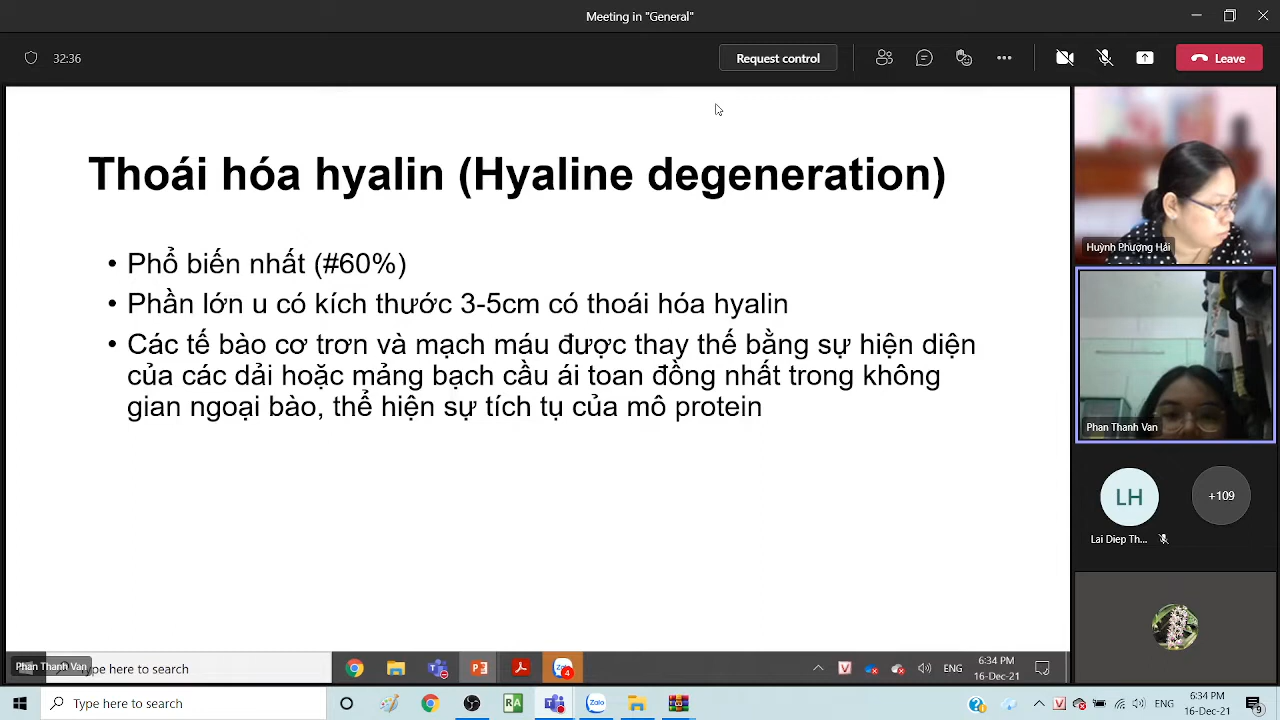 Meeting in "General"
32:36
Request control
Leave
Thoái hóa hyalin (Hyaline degeneration)
• Phổ biến nhất (#60%)
• Phần lớn u có kích thước 3-5cm có thoái hóa hyalin
• Các tế bào cơ trơn và mạch máu được thay thế bằng sự hiện diện
của các dải hoặc mảng bạch cầu ái toan đồng nhất trong không
gian ngoại bào, thể hiện sự tích tụ của mô protein
Huỳnh Phượng Hải
Phan Thanh Van
LH
+109
Lai Diep Th...
Phan Thanh Van
ype here to search
4
ENG
6:34 PM
16-Dec-21
Type here to search
RA
Zalo
ENG
6:34 PM
16-Dec-21
9